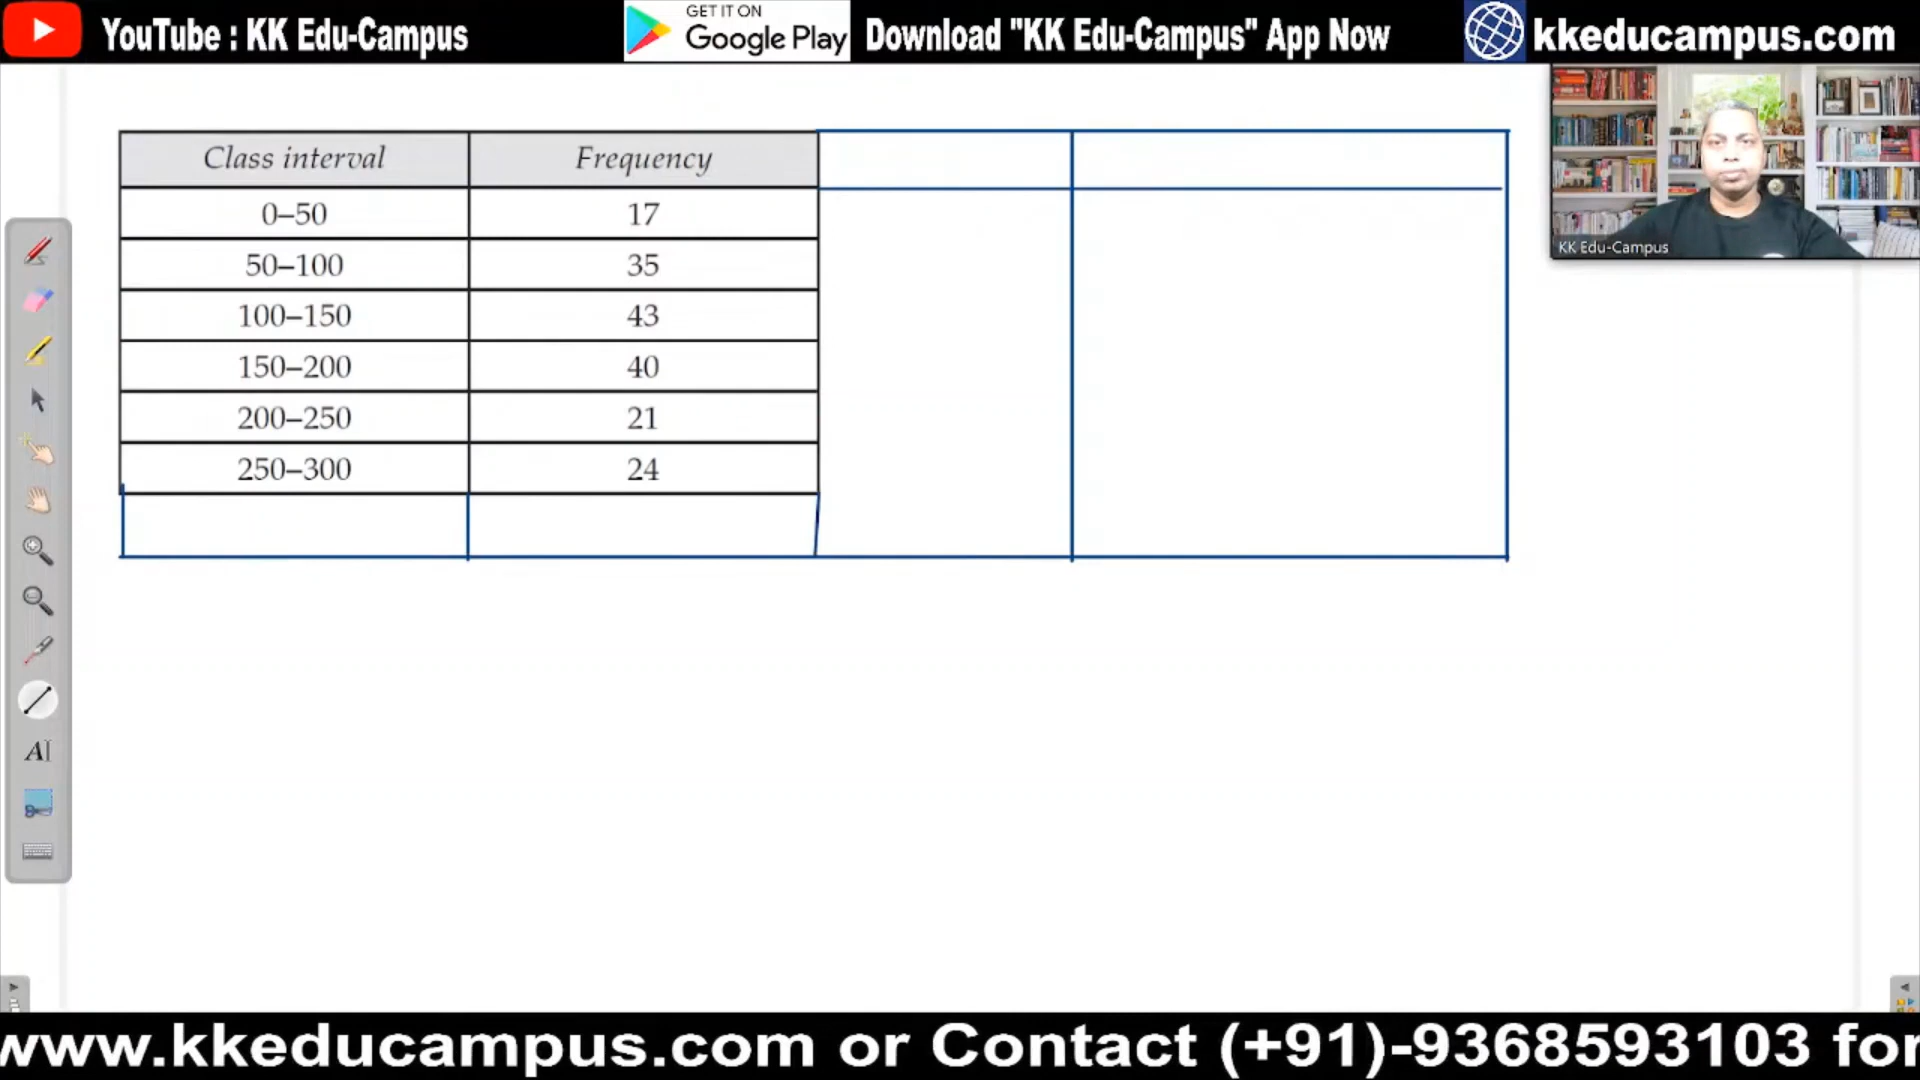 YouTube : KK Edu-Campus
GET IT ON
Google Play
Download "KK Edu-Campus" App Now
kkeducampus.com
KK Edu-Campus
Class interval Frequency
0–50 17
50–100 35
100–150 43
150–200 40
200–250 21
250–300 24
A
www.kkeducampus.com or Contact (+91)-9368593103 for